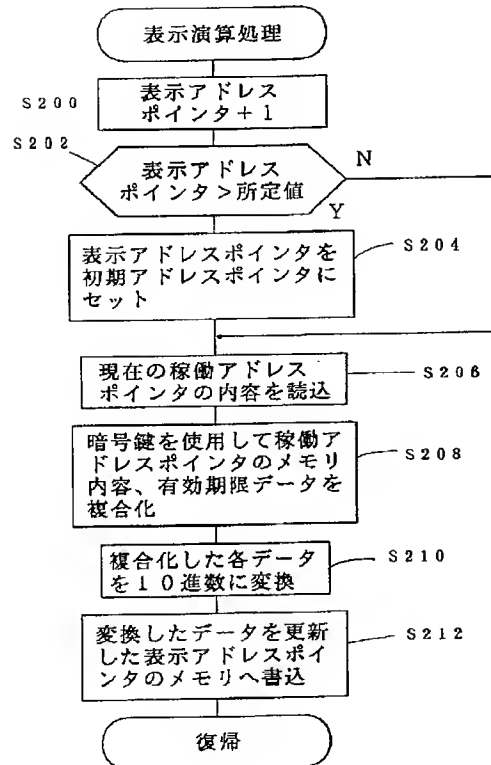 表示演算処理
S200
表示アドレス
ポインタ+1
S202
表示アドレス
ポインタ>所定値
N
Y
表示アドレスポインタを
初期アドレスポインタに
セット
S204
現在の稼働アドレス
ポインタの内容を読込
S206
暗号鍵を使用して稼働ア
ドレスポインタのメモリ
内容、有効期限データを
複合化
S208
複合化した各データ
を10進数に変換
S210
変換したデータを更新
した表示アドレスポイ
ンタのメモリへ書込
S212
復帰